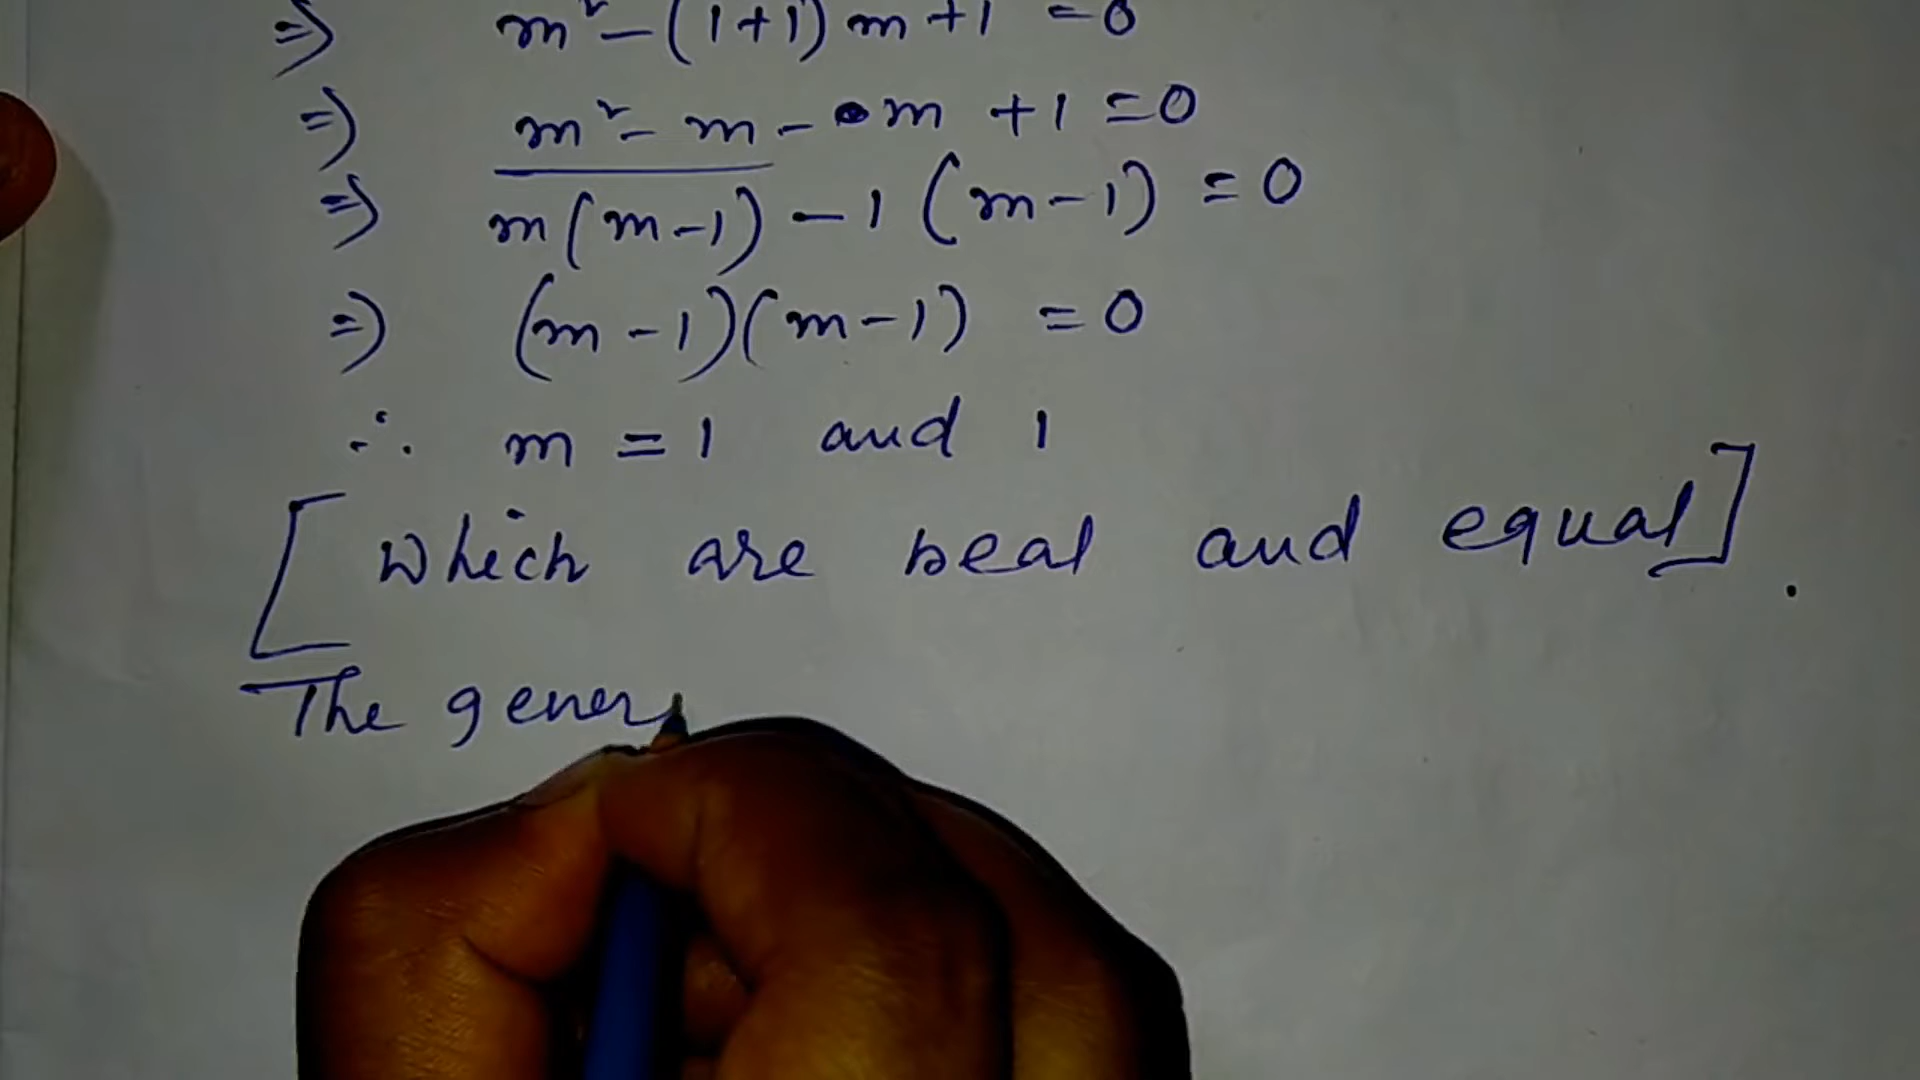 ⇒ m² - (1+1) m + 1 = 0
⇒ m² - m - m + 1 = 0
⇒ m(m-1) - 1 (m-1) = 0
⇒ (m-1)(m-1) = 0
∴ m = 1 and 1
[which are real and equal].
The gener